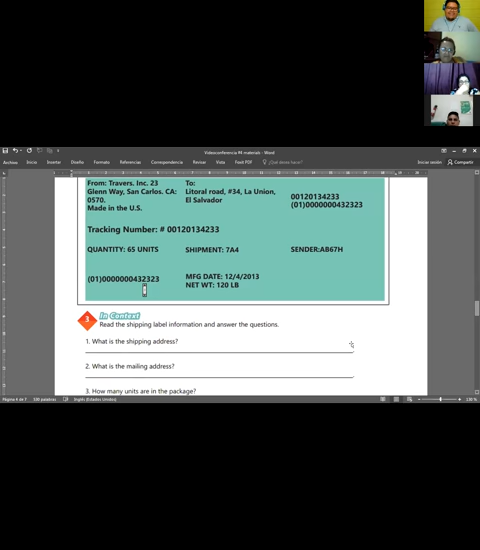 Videoconferencia #4 materials - Word
Archivo Inicio Insertar Diseño Formato Referencias Correspondencia Revisar Vista Foxit PDF ¿Qué desea hacer? Iniciar sesión Compartir
From: Travers. Inc. 23
Glenn Way, San Carlos. CA:
0570.
Made in the U.S.
To:
Litoral road, #34, La Union,
El Salvador
00120134233
(01)0000000432323
Tracking Number: # 00120134233
QUANTITY: 65 UNITS
SHIPMENT: 7A4
SENDER:AB67H
(01)0000000432323
MFG DATE: 12/4/2013
NET WT: 120 LB
3 In Context
Read the shipping label information and answer the questions.
1. What is the shipping address?
2. What is the mailing address?
3. How many units are in the package?
Página 4 de 7 330 palabras Inglés (Estados Unidos) 130 %